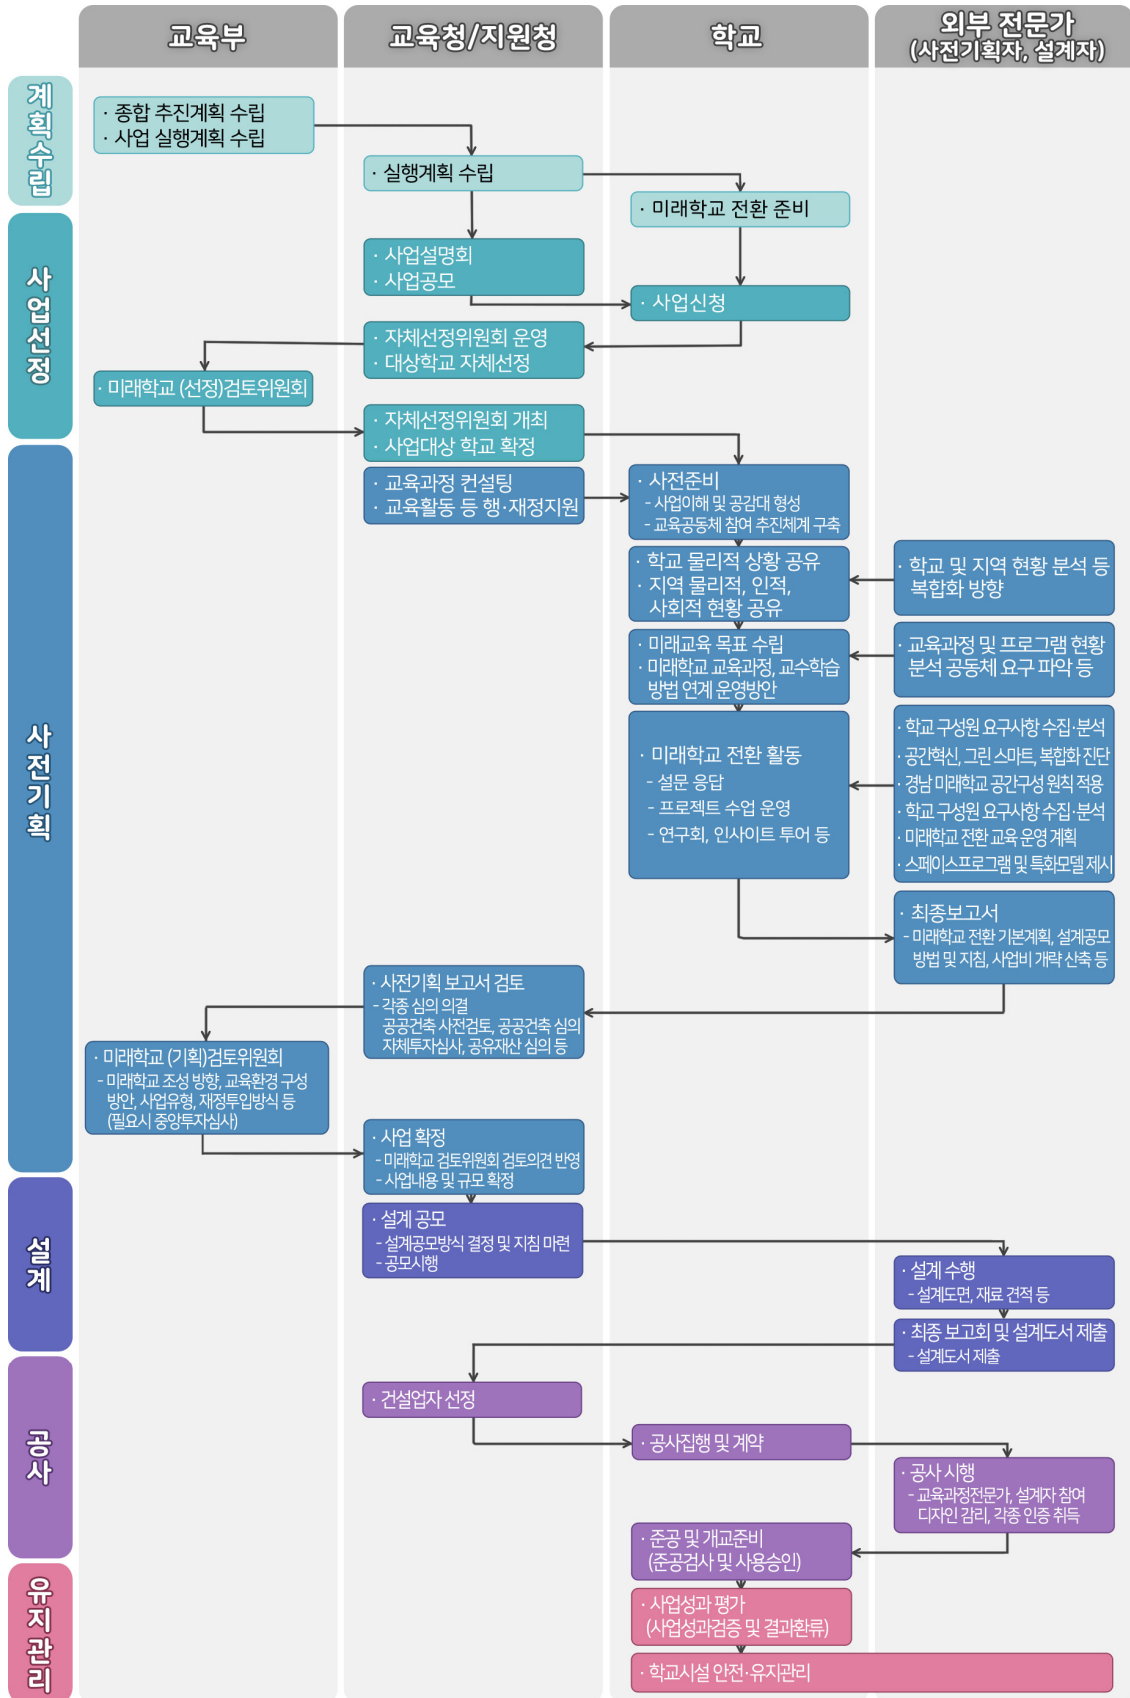 교육부
교육청/지원청
학교
외부 전문가
(사전기획자, 설계자)
계획수립
· 종합 추진계획 수립
· 사업 실행계획 수립
· 실행계획 수립
· 미래학교 전환 준비
사업선정
· 사업설명회
· 사업공모
· 사업신청
· 자체선정위원회 운영
· 대상학교 자체선정
· 미래학교 (선정)검토위원회
· 자체선정위원회 개최
· 사업대상 학교 확정
사전기획
· 교육과정 컨설팅
· 교육활동 등 행·재정지원
· 사전준비
- 사업이해 및 공감대 형성
- 교육공동체 참여 추진체계 구축
· 학교 물리적 상황 공유
· 지역 물리적, 인적,
사회적 현황 공유
· 학교 및 지역 현황 분석 등
복합화 방향
· 미래교육 목표 수립
· 미래학교 교육과정, 교수학습
방법 연계 운영방안
· 교육과정 및 프로그램 현황
분석 공동체 요구 파악 등
· 미래학교 전환 활동
- 설문 응답
- 프로젝트 수업 운영
- 연구회, 인사이트 투어 등
· 학교 구성원 요구사항 수집·분석
· 공간혁신, 그린 스마트, 복합화 진단
· 경남 미래학교 공간구성 원칙 적용
· 학교 구성원 요구사항 수집·분석
· 미래학교 전환 교육 운영 계획
· 스페이스프로그램 및 특화모델 제시
· 최종보고서
- 미래학교 전환 기본계획, 설계공모
방법 및 지침, 사업비 개략 산축 등
· 사전기획 보고서 검토
- 각종 심의 의결
공공건축 사전검토, 공공건축 심의
자체투자심사, 공유재산 심의 등
· 미래학교 (기획)검토위원회
- 미래학교 조성 방향, 교육환경 구성
방안, 사업유형, 재정투입방식 등
(필요시 중앙투자심사)
· 사업 확정
- 미래학교 검토위원회 검토의견 반영
- 사업내용 및 규모 확정
설계
· 설계 공모
- 설계공모방식 결정 및 지침 마련
- 공모시행
· 설계 수행
- 설계도면, 재료 견적 등
· 최종 보고회 및 설계도서 제출
- 설계도서 제출
공사
· 건설업자 선정
· 공사집행 및 계약
· 공사 시행
- 교육과정전문가, 설계자 참여
디자인 감리, 각종 인증 취득
· 준공 및 개교준비
(준공검사 및 사용승인)
유지관리
· 사업성과 평가
(사업성과검증 및 결과환류)
· 학교시설 안전·유지관리